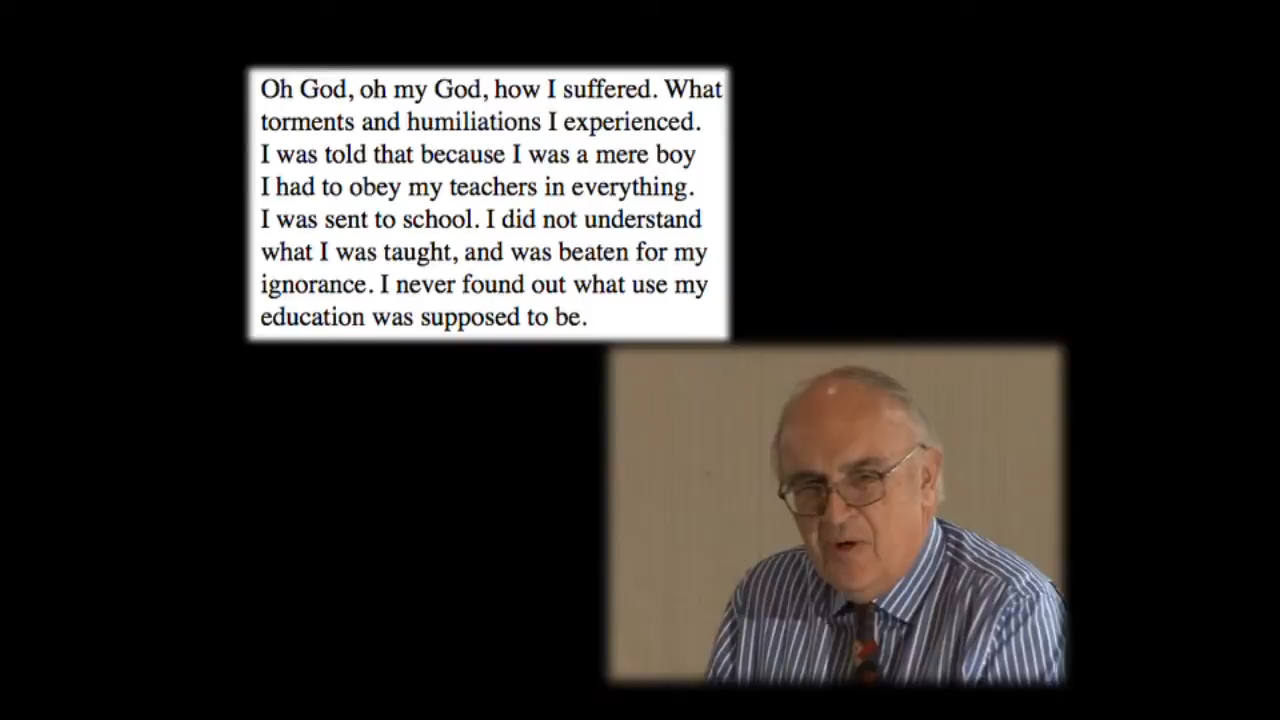 Oh God, oh my God, how I suffered. What
torments and humiliations I experienced.
I was told that because I was a mere boy
I had to obey my teachers in everything.
I was sent to school. I did not understand
what I was taught, and was beaten for my
ignorance. I never found out what use my
education was supposed to be.